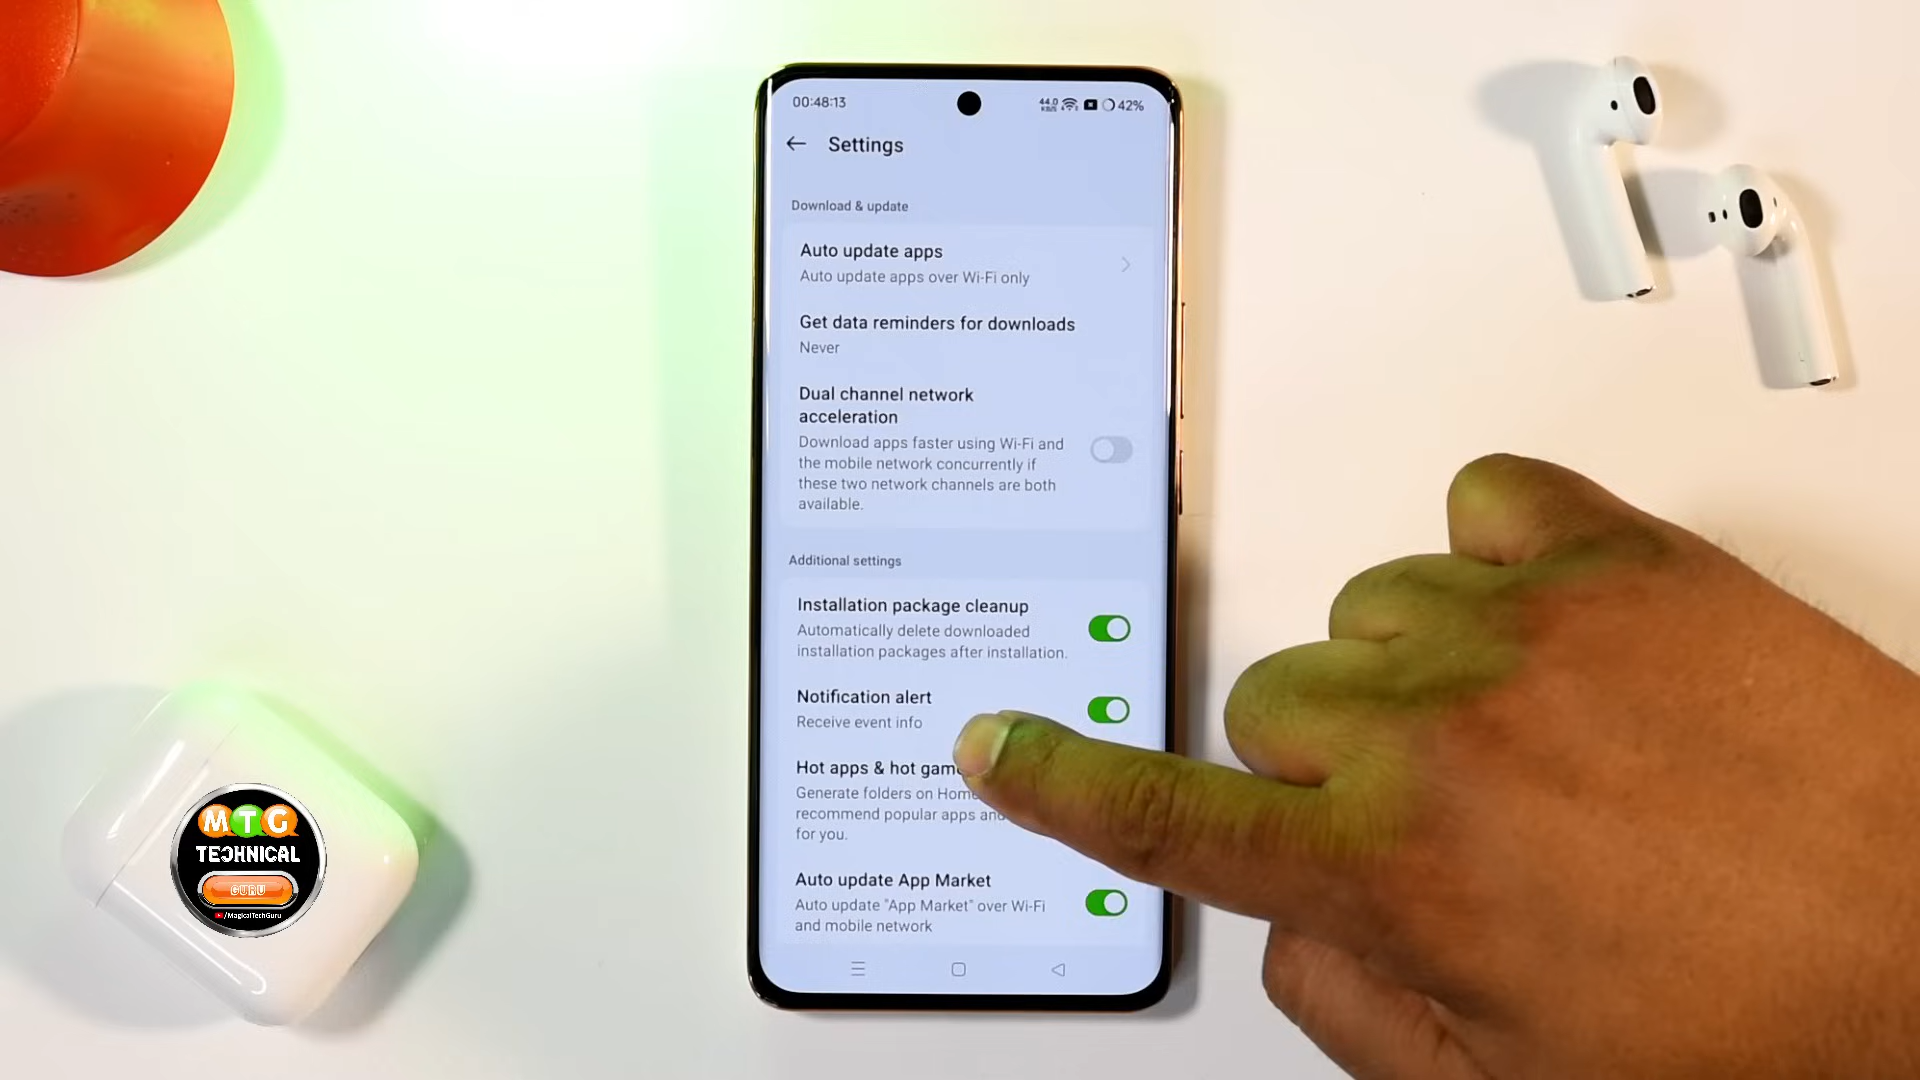 00:48:13
44.0
KB/S
42%
Settings
Download & update
Auto update apps
Auto update apps over Wi-Fi only
Get data reminders for downloads
Never
Dual channel network
acceleration
Download apps faster using Wi-Fi and
the mobile network concurrently if
these two network channels are both
available.
Additional settings
Installation package cleanup
Automatically delete downloaded
installation packages after installation.
Notification alert
Receive event info
Hot apps & hot
Generate folders on
recommend popular apps
for you.
Auto update App Market
Auto update "App Market" over Wi-Fi
and mobile network
MTG
TECHNICAL
GURU
/MagicalTechGuru